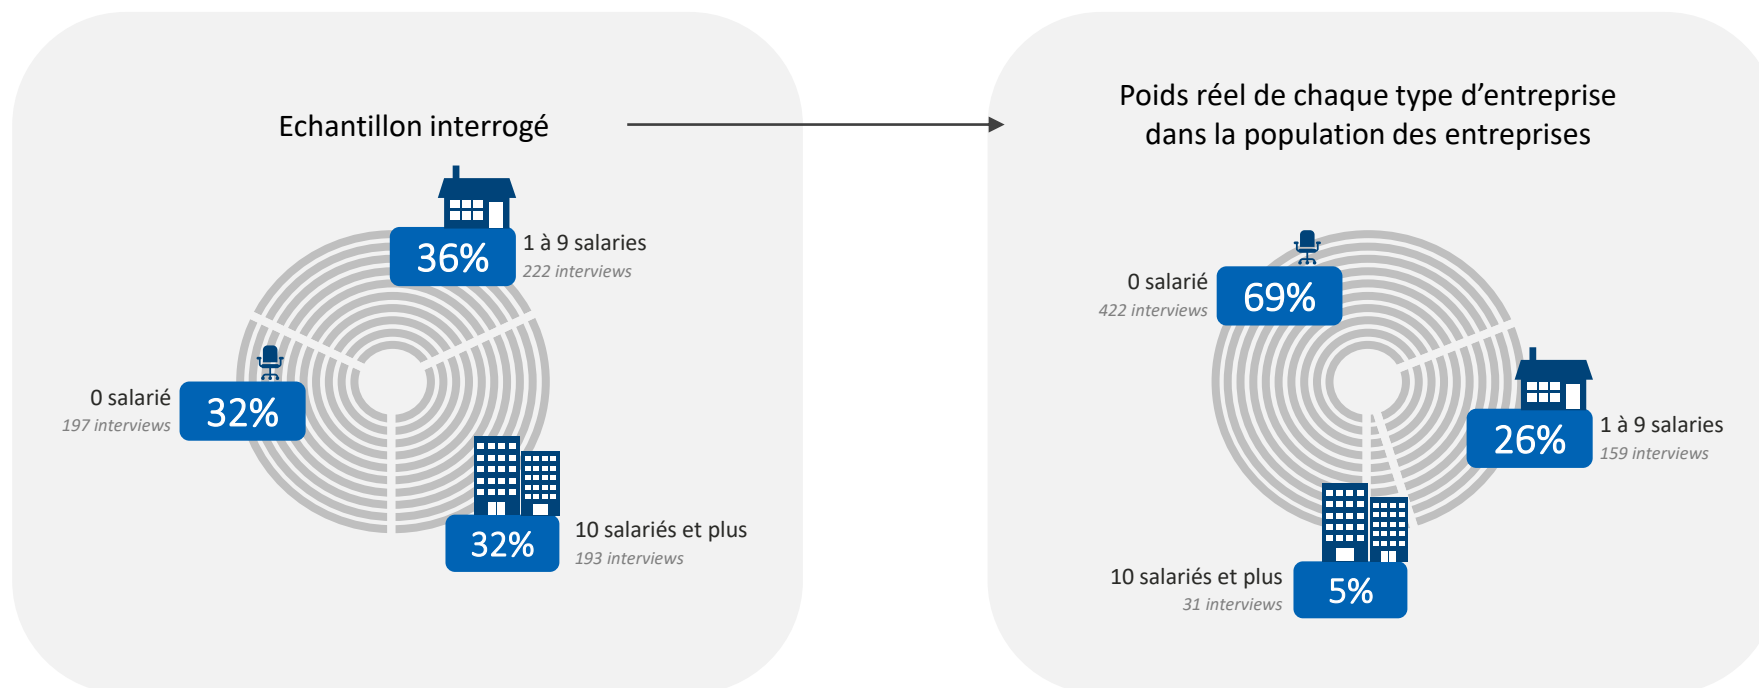 Echantillon interrogé
36%
1 à 9 salaries
222 interviews
0 salarié
197 interviews
32%
32%
10 salariés et plus
193 interviews
Poids réel de chaque type d’entreprise
dans la population des entreprises
0 salarié
422 interviews
69%
26%
1 à 9 salaries
159 interviews
10 salariés et plus
31 interviews
5%